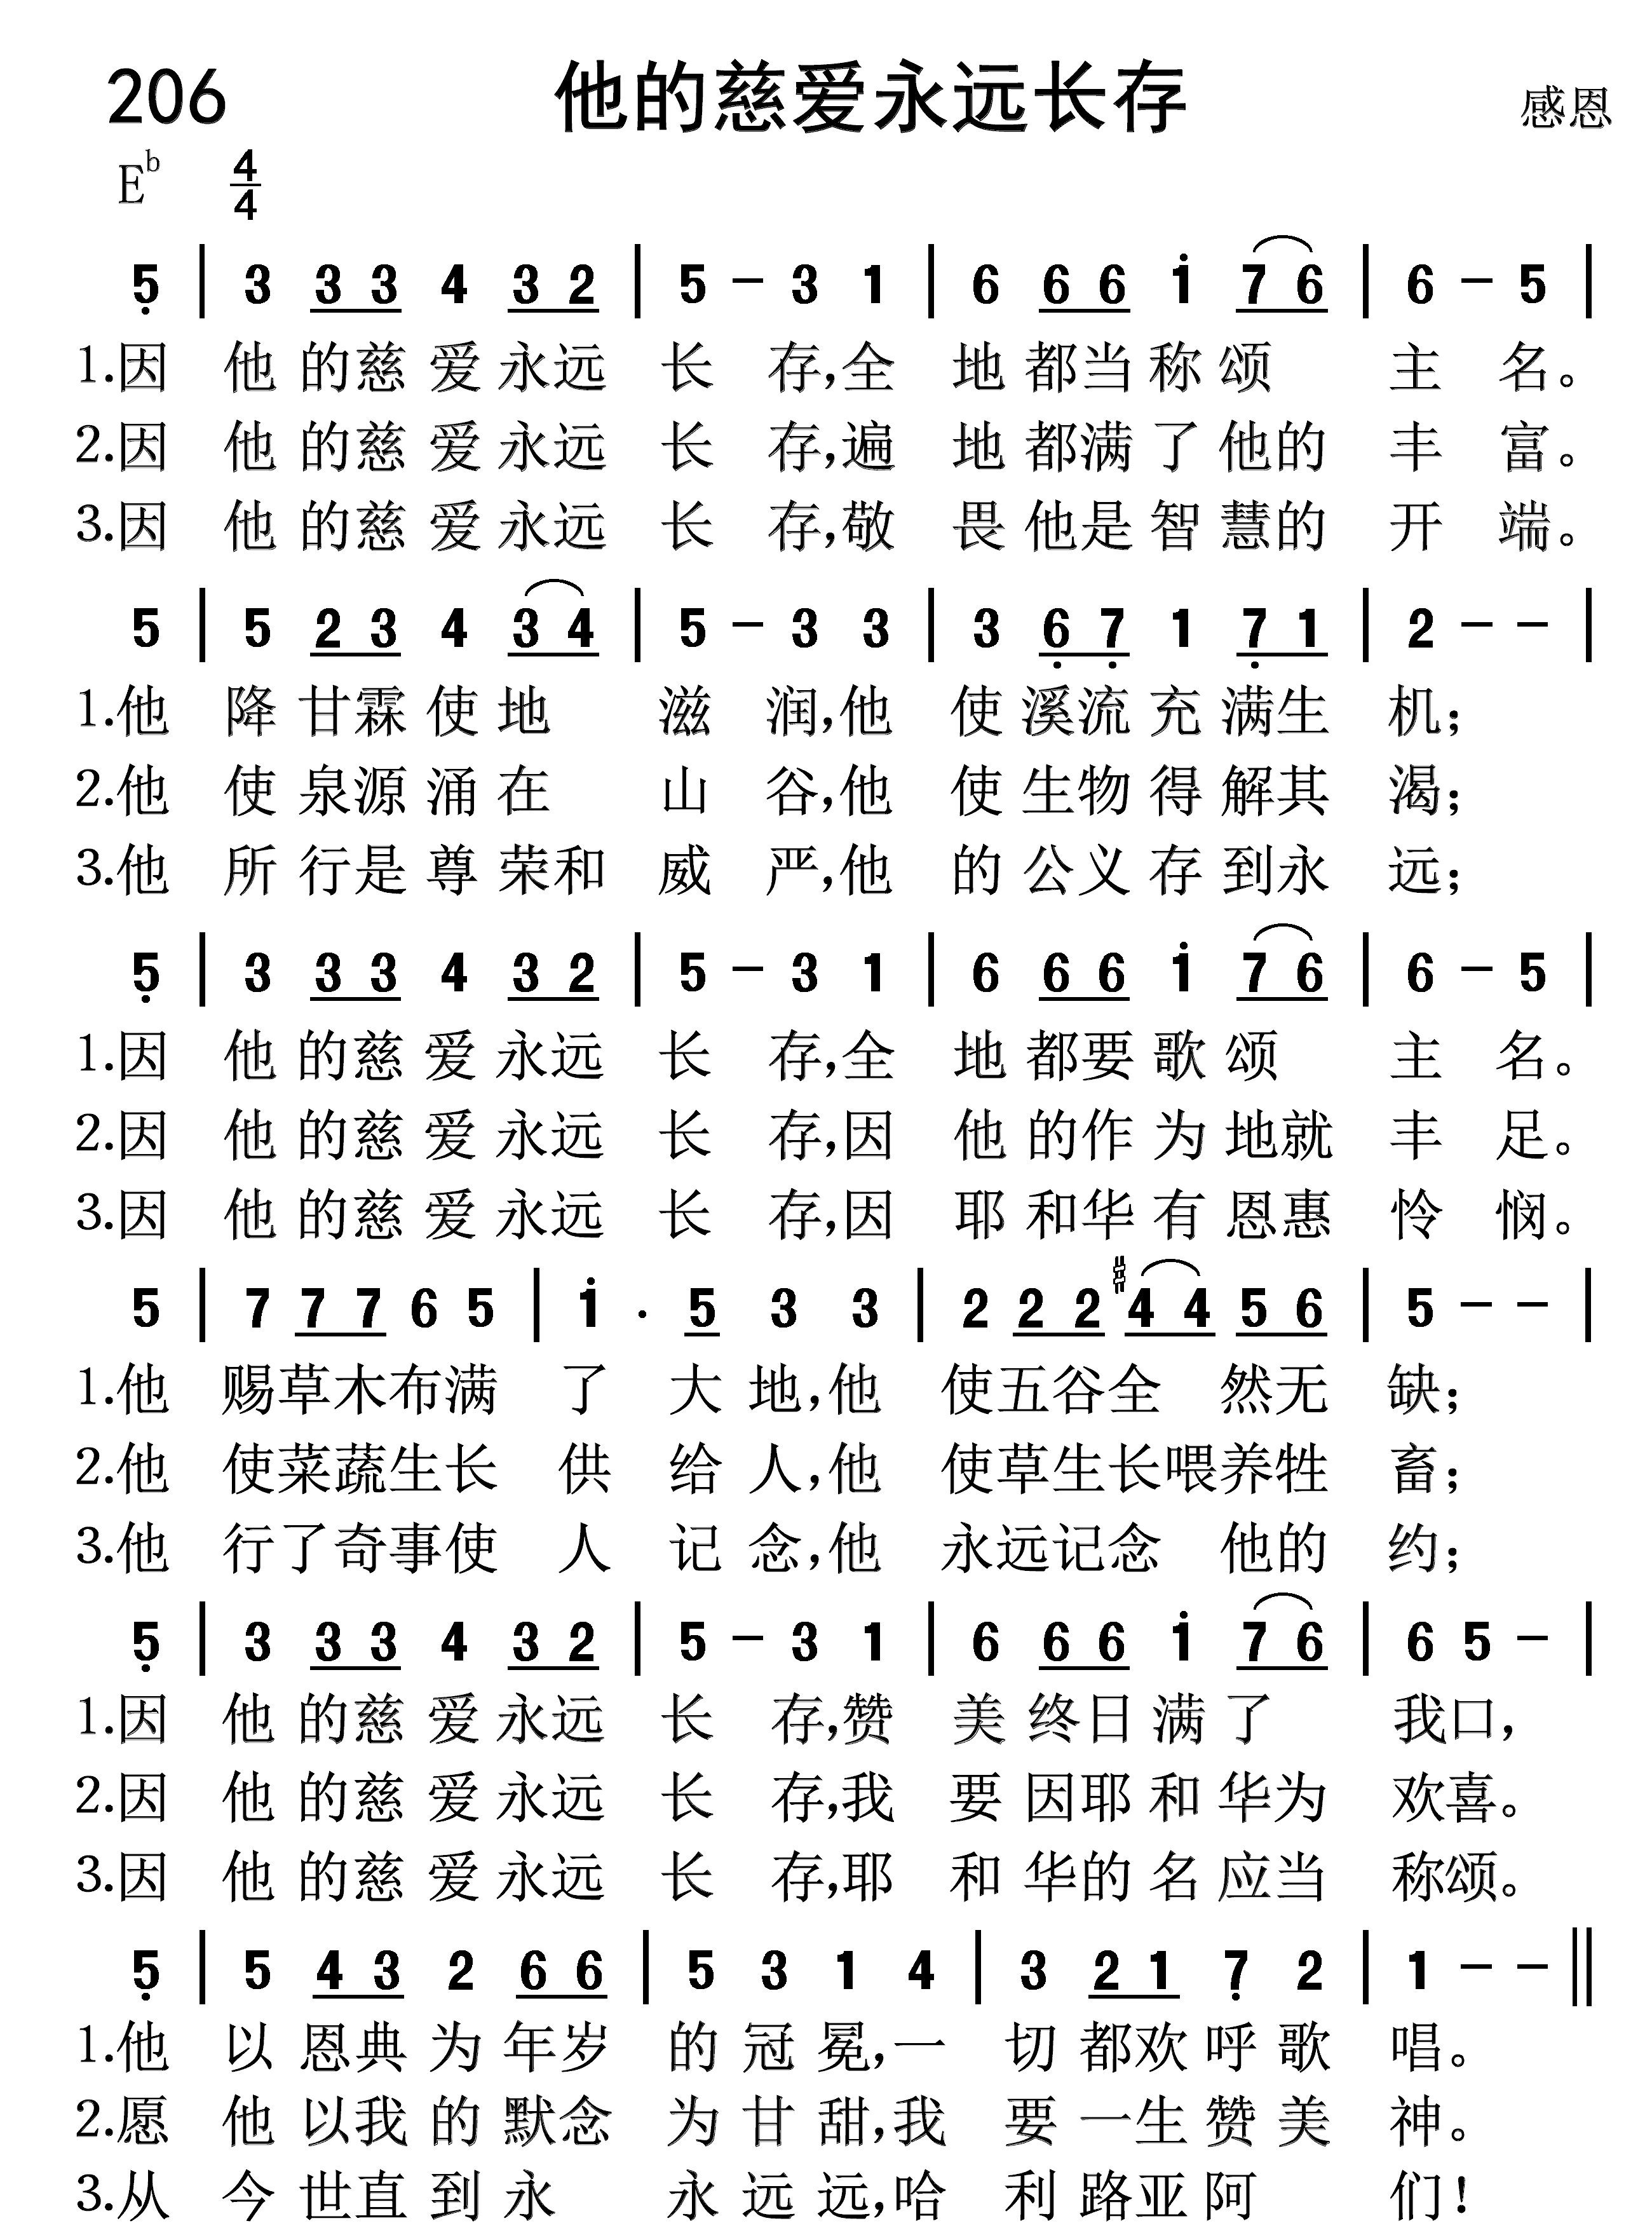 206 他的慈爱永远长存 感恩
E♭ 4/4
5̣ | 3 3 3 4 3 2 | 5 － 3 1 | 6 6 6 i 7 6 | 6 － 5 |
1.因 他的慈爱永远长存,全地都当称颂主名。
2.因 他的慈爱永远长存,遍地都满了他的丰富。
3.因 他的慈爱永远长存,敬畏他是智慧的开端。
5 | 5 2 3 4 3 4 | 5 － 3 3 | 3 6̣ 7̣ 1 7̣ 1 | 2 － － |
1.他 降甘霖使地滋润,他使溪流充满生机;
2.他 使泉源涌在山谷,他使生物得解其渴;
3.他 所行是尊荣和威严,他的公义存到永远;
5̣ | 3 3 3 4 3 2 | 5 － 3 1 | 6 6 6 i 7 6 | 6 － 5 |
1.因 他的慈爱永远长存,全地都要歌颂主名。
2.因 他的慈爱永远长存,因他的作为地就丰足。
3.因 他的慈爱永远长存,因耶和华有恩惠怜悯。
5 | 7 7 7 6 5 | i · 5 3 3 | 2 2 2 ♯4 4 5 6 | 5 － － |
1.他 赐草木布满了大地,他使五谷全然无缺;
2.他 使菜蔬生长供给人,他使草生长喂养牲畜;
3.他 行了奇事使人记念,他永远记念他的约;
5̣ | 3 3 3 4 3 2 | 5 － 3 1 | 6 6 6 i 7 6 | 6 5 － |
1.因 他的慈爱永远长存,赞美终日满了我口,
2.因 他的慈爱永远长存,我要因耶和华为欢喜。
3.因 他的慈爱永远长存,耶和华的名应当称颂。
5̣ | 5 4 3 2 6 6 | 5 3 1 4 | 3 2 1 7̣ 2 | 1 － － ‖
1.他 以恩典为年岁的冠冕,一切都欢呼歌唱。
2.愿 他以我的默念为甘甜,我要一生赞美神。
3.从 今世直到永永远远,哈利路亚阿们!